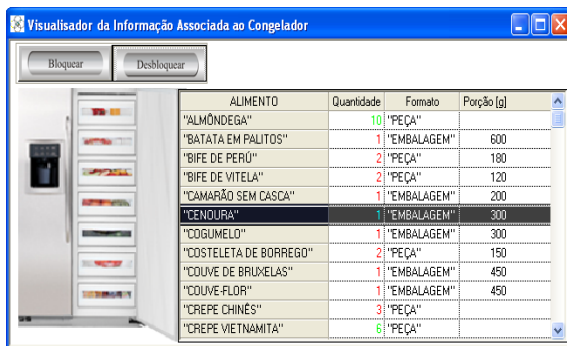 Visualisador da Informação Associada ao Congelador
Bloquear Desbloquear
ALIMENTO Quantidade Formato Porção [g]
"ALMÔNDEGA" 10 "PEÇA"
"BATATA EM PALITOS" 1 "EMBALAGEM" 600
"BIFE DE PERÚ" 2 "PEÇA" 180
"BIFE DE VITELA" 2 "PEÇA" 120
"CAMARÃO SEM CASCA" 1 "EMBALAGEM" 200
"CENOURA" 1 "EMBALAGEM" 300
"COGUMELO" 1 "EMBALAGEM" 300
"COSTELETA DE BORREGO" 2 "PEÇA" 150
"COUVE DE BRUXELAS" 1 "EMBALAGEM" 450
"COUVE-FLOR" 1 "EMBALAGEM" 450
"CREPE CHINÊS" 3 "PEÇA"
"CREPE VIETNAMITA" 6 "PEÇA"